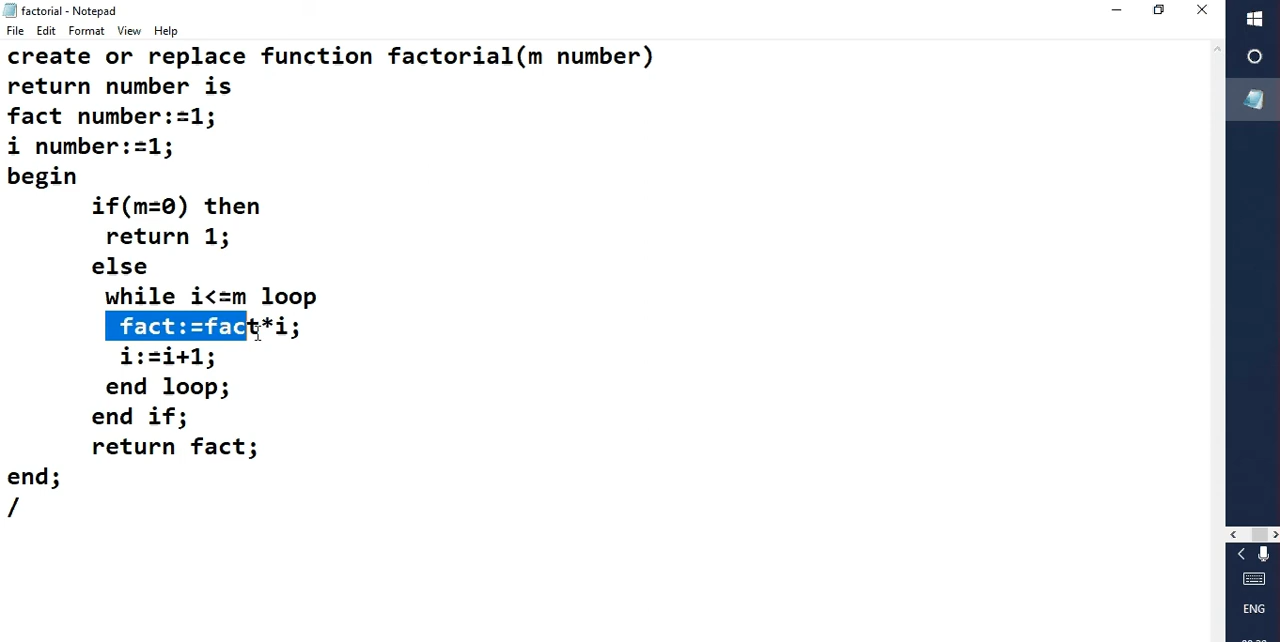 factorial - Notepad
File Edit Format View Help
create or replace function factorial(m number)
return number is
fact number:=1;
i number:=1;
begin
if(m=0) then
return 1;
else
while i<=m loop
fact:=fact*i;
i:=i+1;
end loop;
end if;
return fact;
end;
/
ENG